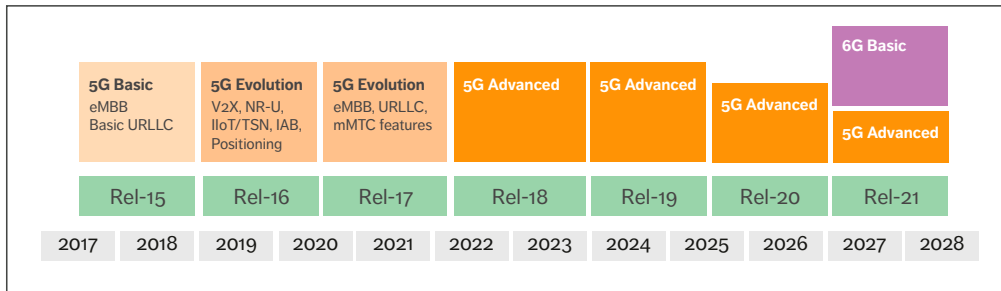 6G Basic
5G Basic
eMBB
Basic URLLC
5G Evolution
V2X, NR-U,
IIoT/TSN, IAB,
Positioning
5G Evolution
eMBB, URLLC,
mMTC features
5G Advanced
5G Advanced
5G Advanced
5G Advanced
Rel-15
Rel-16
Rel-17
Rel-18
Rel-19
Rel-20
Rel-21
2017
2018
2019
2020
2021
2022
2023
2024
2025
2026
2027
2028